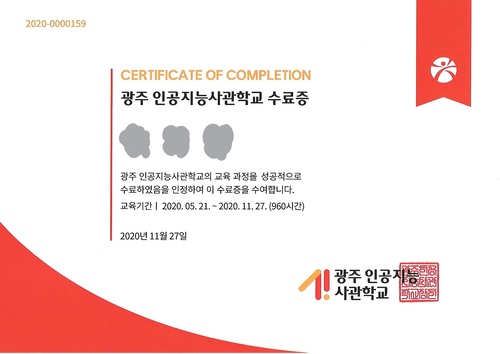 2020-0000159
CERTIFICATE OF COMPLETION
광주 인공지능사관학교 수료증
광주 인공지능사관학교의 교육 과정을 성공적으로
수료하였음을 인정하여 이 수료증을 수여합니다.
교육기간 | 2020. 05. 21. ~ 2020. 11. 27. (960시간)
2020년 11월 27일
광주 인공지능
사관학교